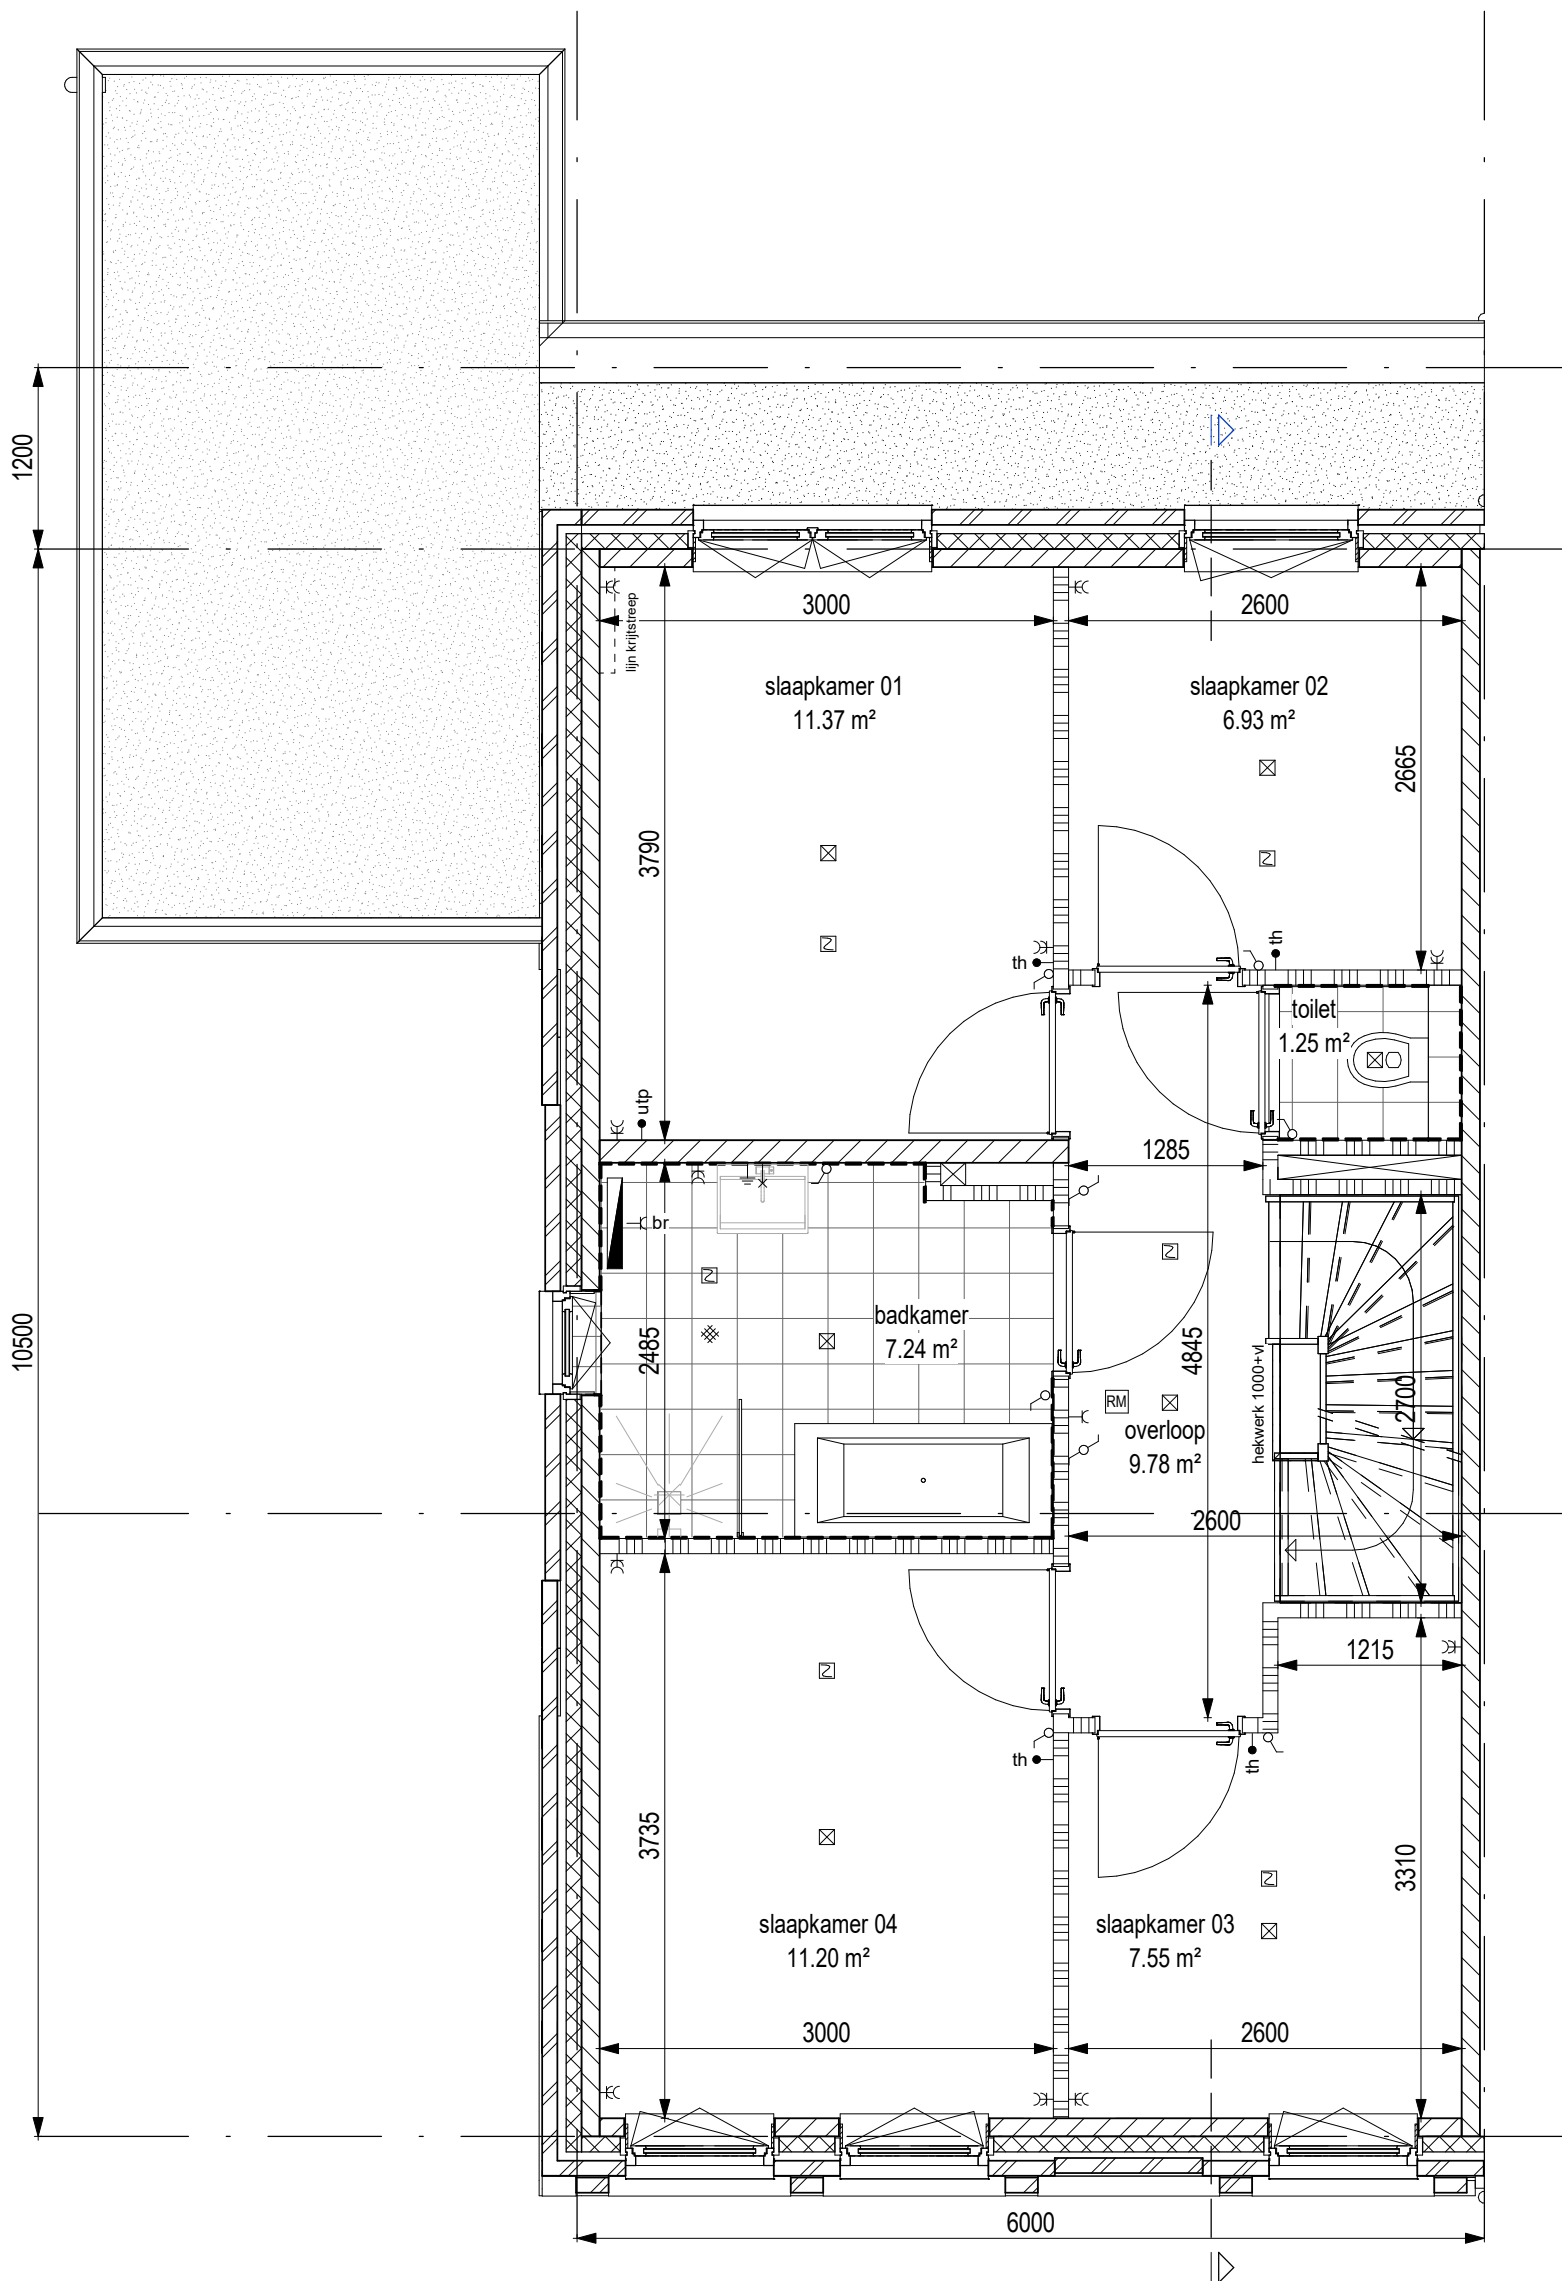 1200
3000
2600
lijn krijtstreep
slaapkamer 01
11.37 m²
slaapkamer 02
6.93 m²
2665
3790
th
th
toilet
1.25 m²
utp
1285
br
badkamer
7.24 m²
2485
4845
10500
RM
overloop
9.78 m²
hekwerk 1000+vl
2700
2600
1215
th
th
3735
3310
slaapkamer 04
11.20 m²
slaapkamer 03
7.55 m²
3000
2600
6000